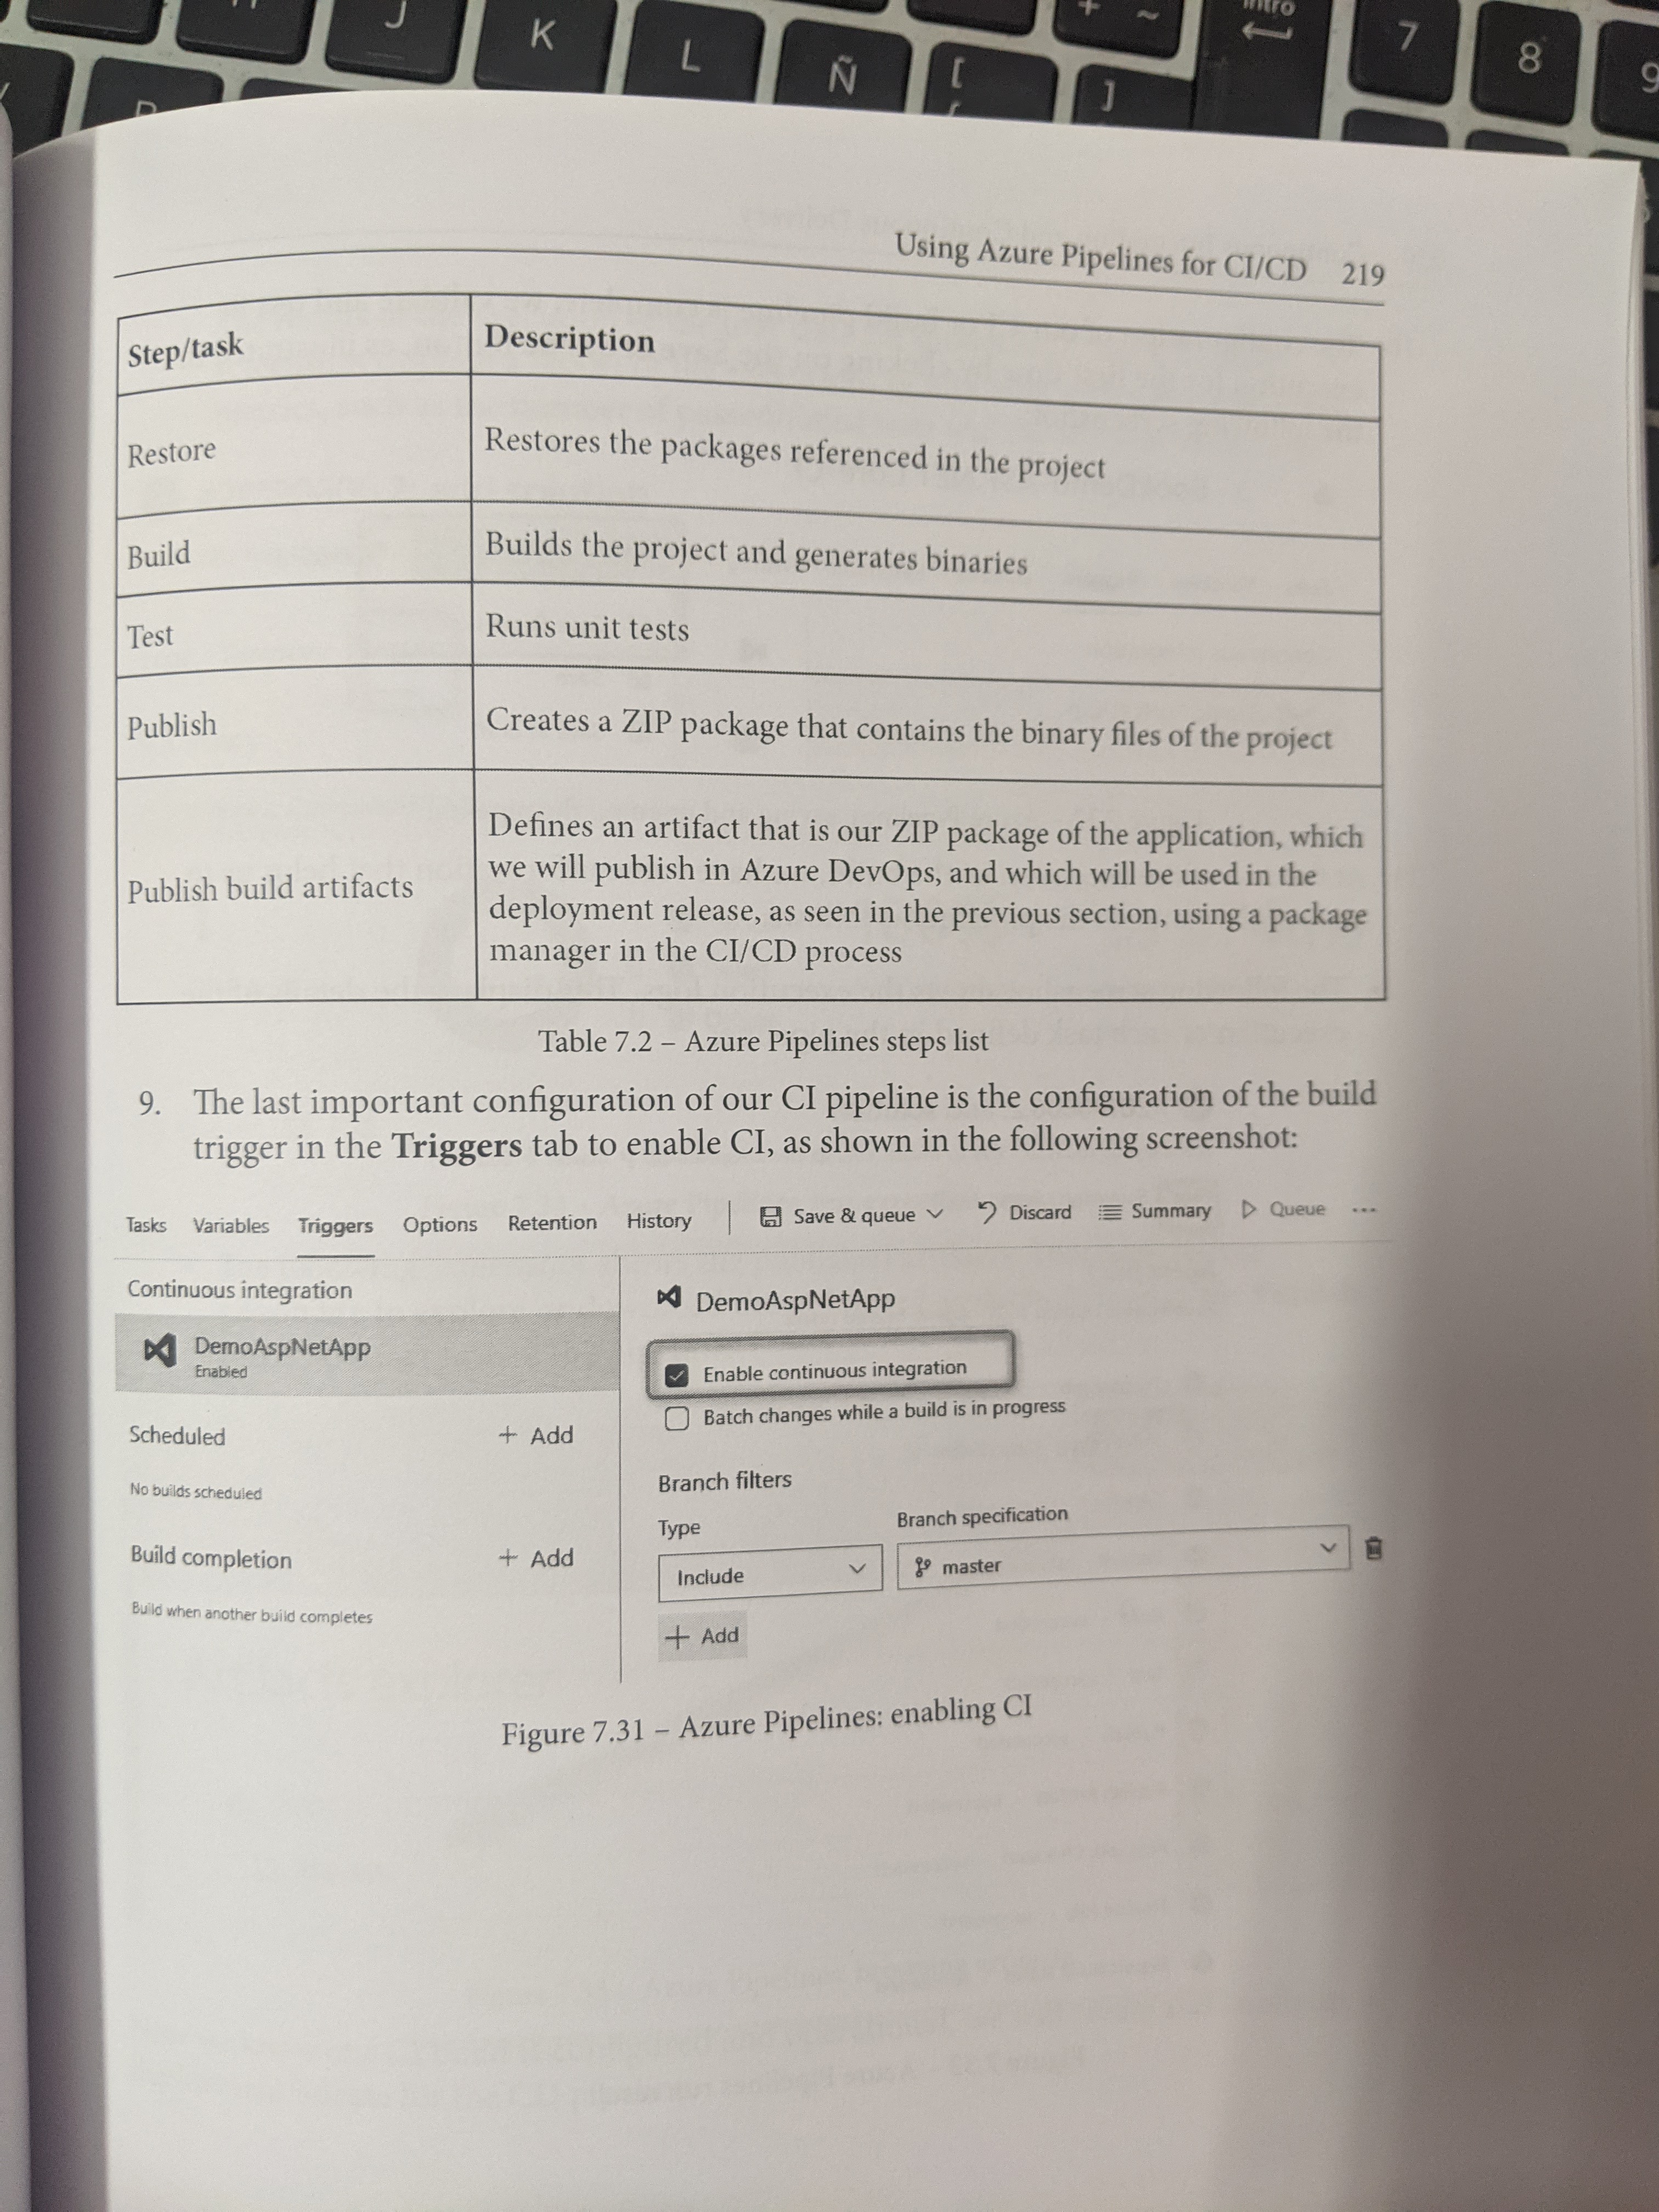 J K L Ñ [ ] + ~ 7 8 9
Using Azure Pipelines for CI/CD 219
Step/task Description
Restore Restores the packages referenced in the project
Build Builds the project and generates binaries
Test Runs unit tests
Publish Creates a ZIP package that contains the binary files of the project
Publish build artifacts
Defines an artifact that is our ZIP package of the application, which
we will publish in Azure DevOps, and which will be used in the
deployment release, as seen in the previous section, using a package
manager in the CI/CD process
Table 7.2 – Azure Pipelines steps list
9. The last important configuration of our CI pipeline is the configuration of the build
trigger in the Triggers tab to enable CI, as shown in the following screenshot:
Tasks Variables Triggers Options Retention History Save & queue Discard Summary Queue ...
Continuous integration
DemoAspNetApp
Enabled
Scheduled + Add
No builds scheduled
Build completion + Add
Build when another build completes
DemoAspNetApp
Enable continuous integration
Batch changes while a build is in progress
Branch filters
Type Branch specification
Include master
+ Add
Figure 7.31 – Azure Pipelines: enabling CI